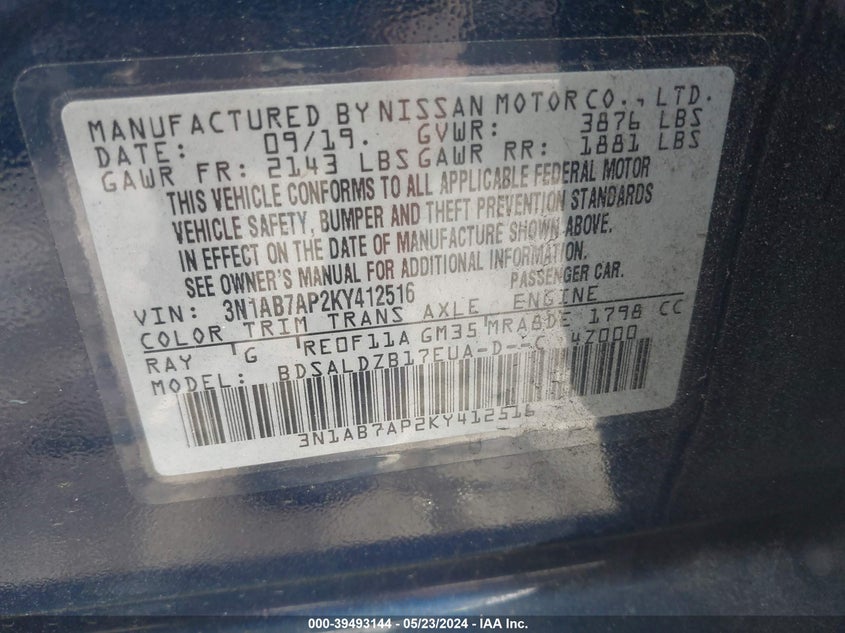 MANUFACTURED BY NISSAN MOTOR CO., LTD.
DATE: 09/19. GVWR: 3876 LBS
GAWR FR: 2143 LBS GAWR RR: 1881 LBS
THIS VEHICLE CONFORMS TO ALL APPLICABLE FEDERAL MOTOR
VEHICLE SAFETY, BUMPER AND THEFT PREVENTION STANDARDS
IN EFFECT ON THE DATE OF MANUFACTURE SHOWN ABOVE.
SEE OWNER'S MANUAL FOR ADDITIONAL INFORMATION.
VIN: 3N1AB7AP2KY412516 PASSENGER CAR.
COLOR TRIM TRANS AXLE ENGINE
RAY G RE0F11A GM35 MRA8DE 1798 CC
MODEL: BDSALDZB17EUA-D--C 4Z000
3N1AB7AP2KY412516
000-39493144 - 05/23/2024 - IAA Inc.